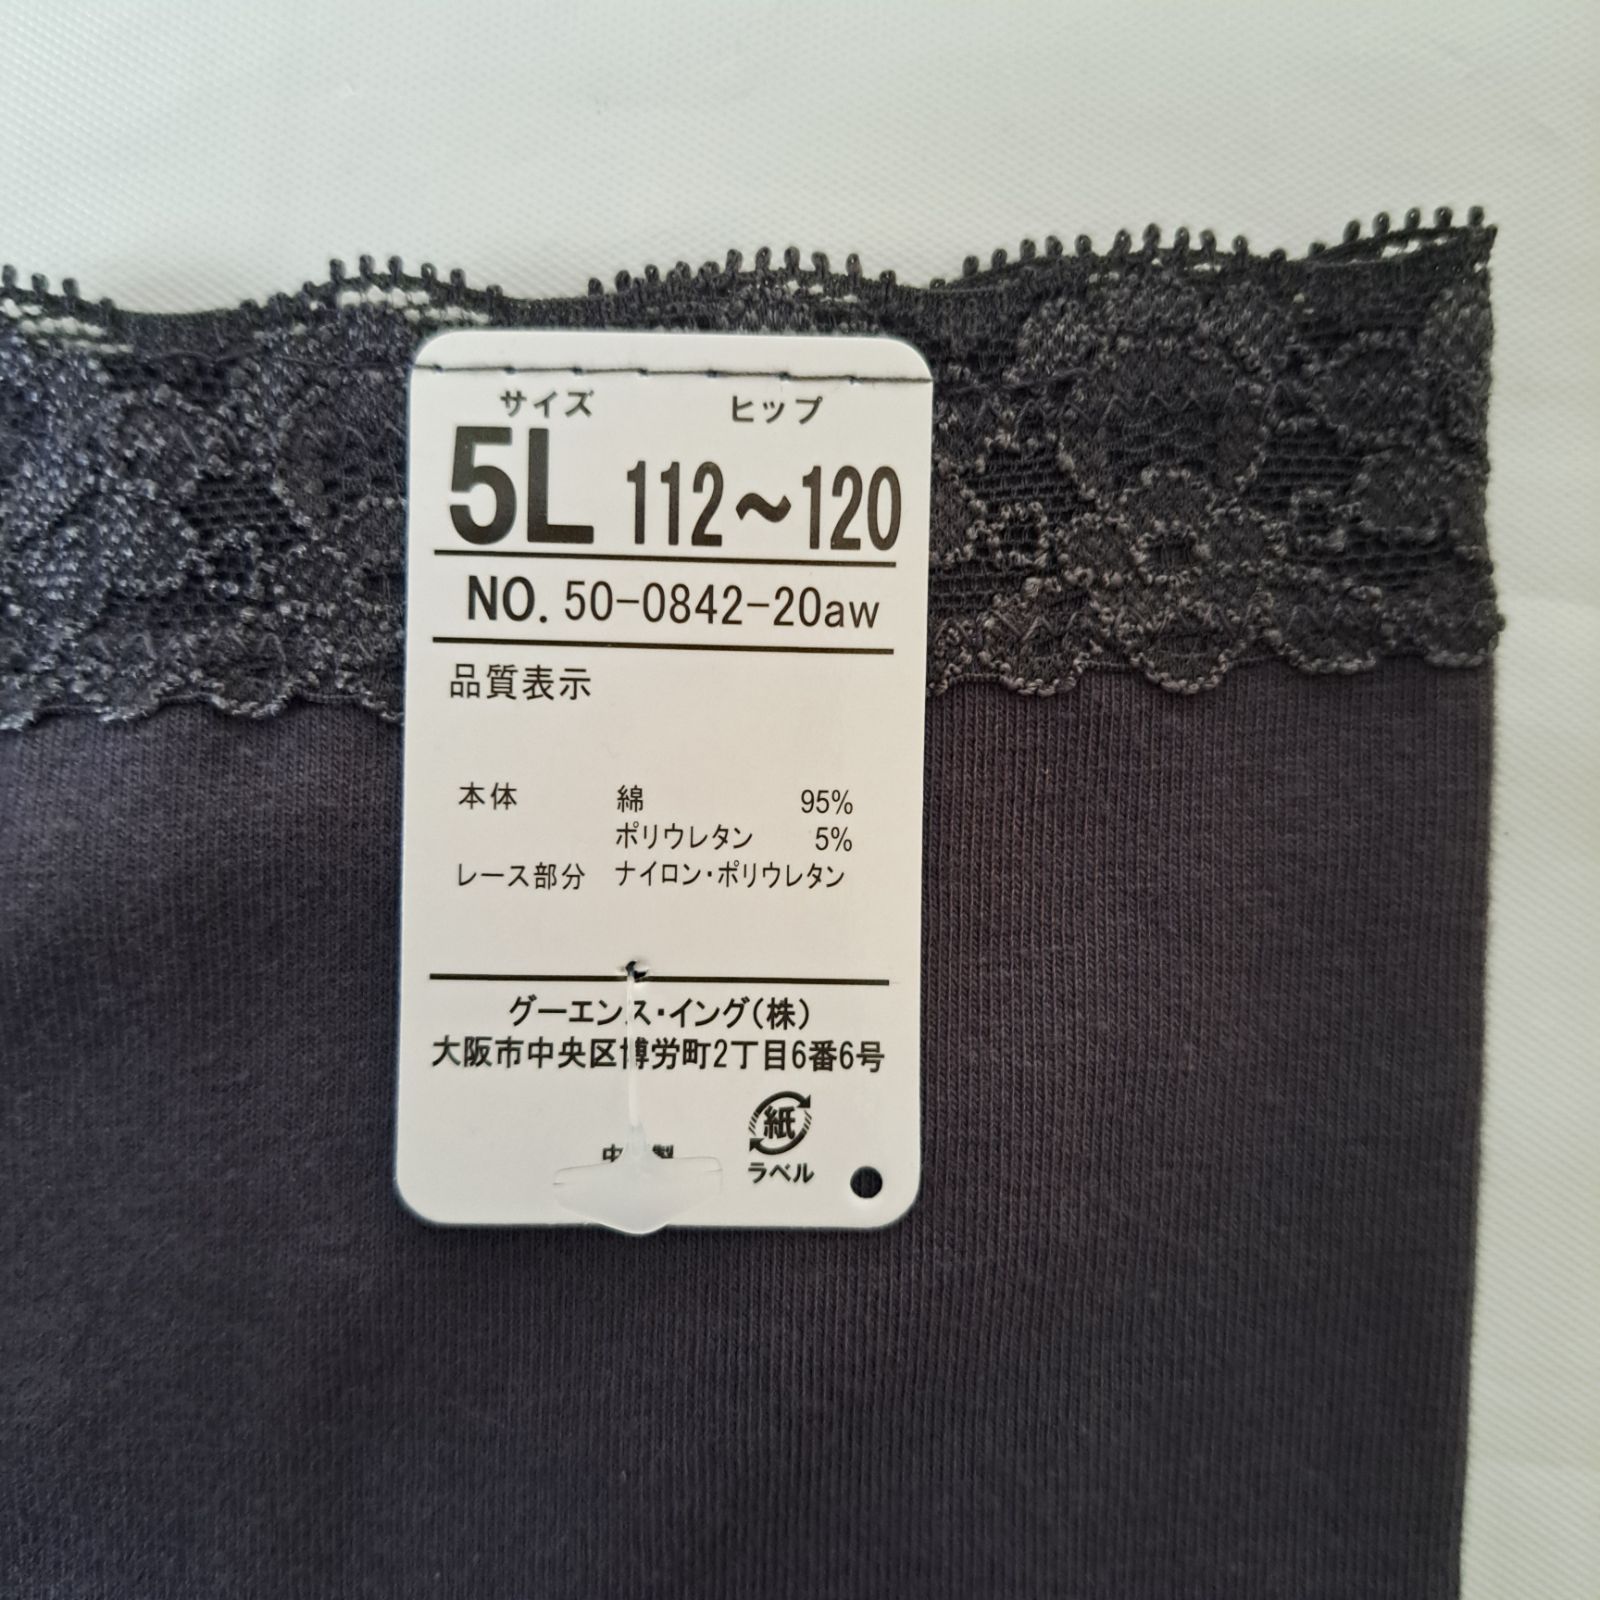 サイズ ヒップ
5L 112~120
NO. 50-0842-20aw
品質表示
本体 綿 95%
ポリウレタン 5%
レース部分 ナイロン・ポリウレタン
グーエンス・イング(株)
大阪市中央区博労町2丁目6番6号
紙
ラベル